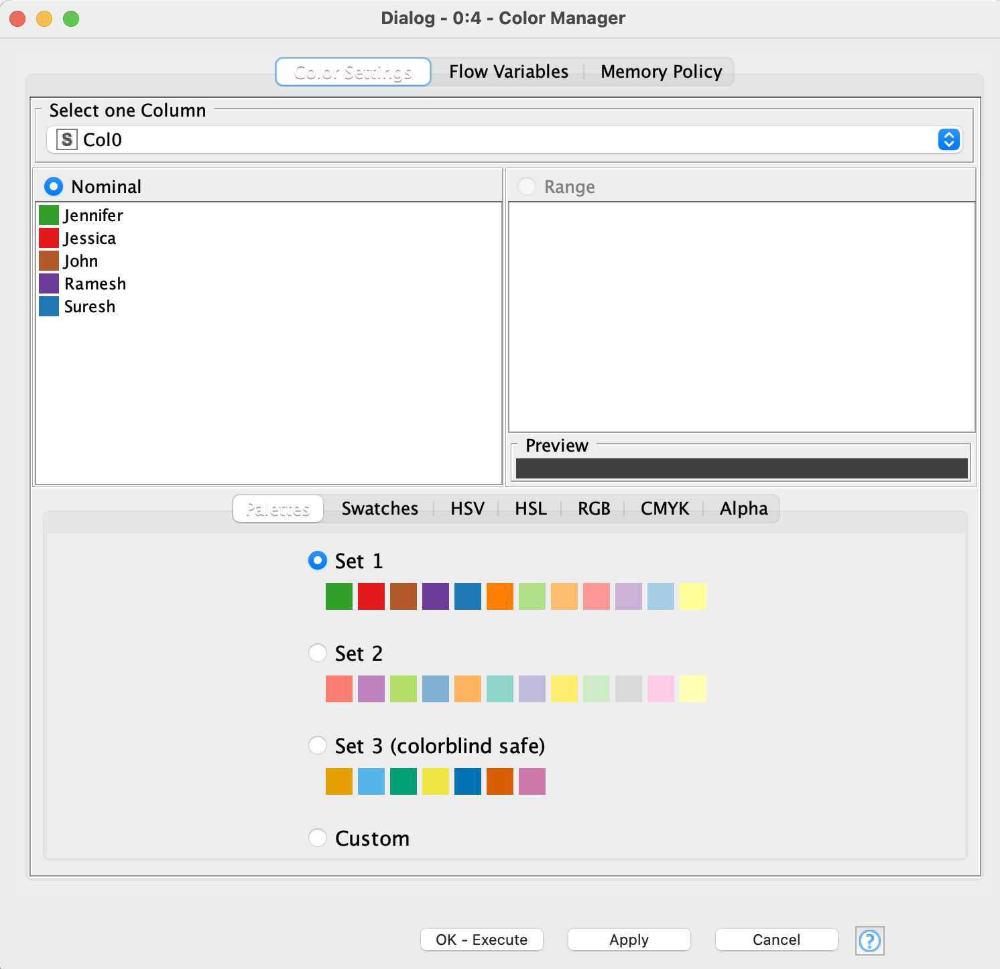 Dialog - 0:4 - Color Manager
Color Settings Flow Variables Memory Policy
Select one Column
S Col0
Nominal
Range
Jennifer
Jessica
John
Ramesh
Suresh
Preview
Palettes Swatches HSV HSL RGB CMYK Alpha
Set 1
Set 2
Set 3 (colorblind safe)
Custom
OK - Execute Apply Cancel ?